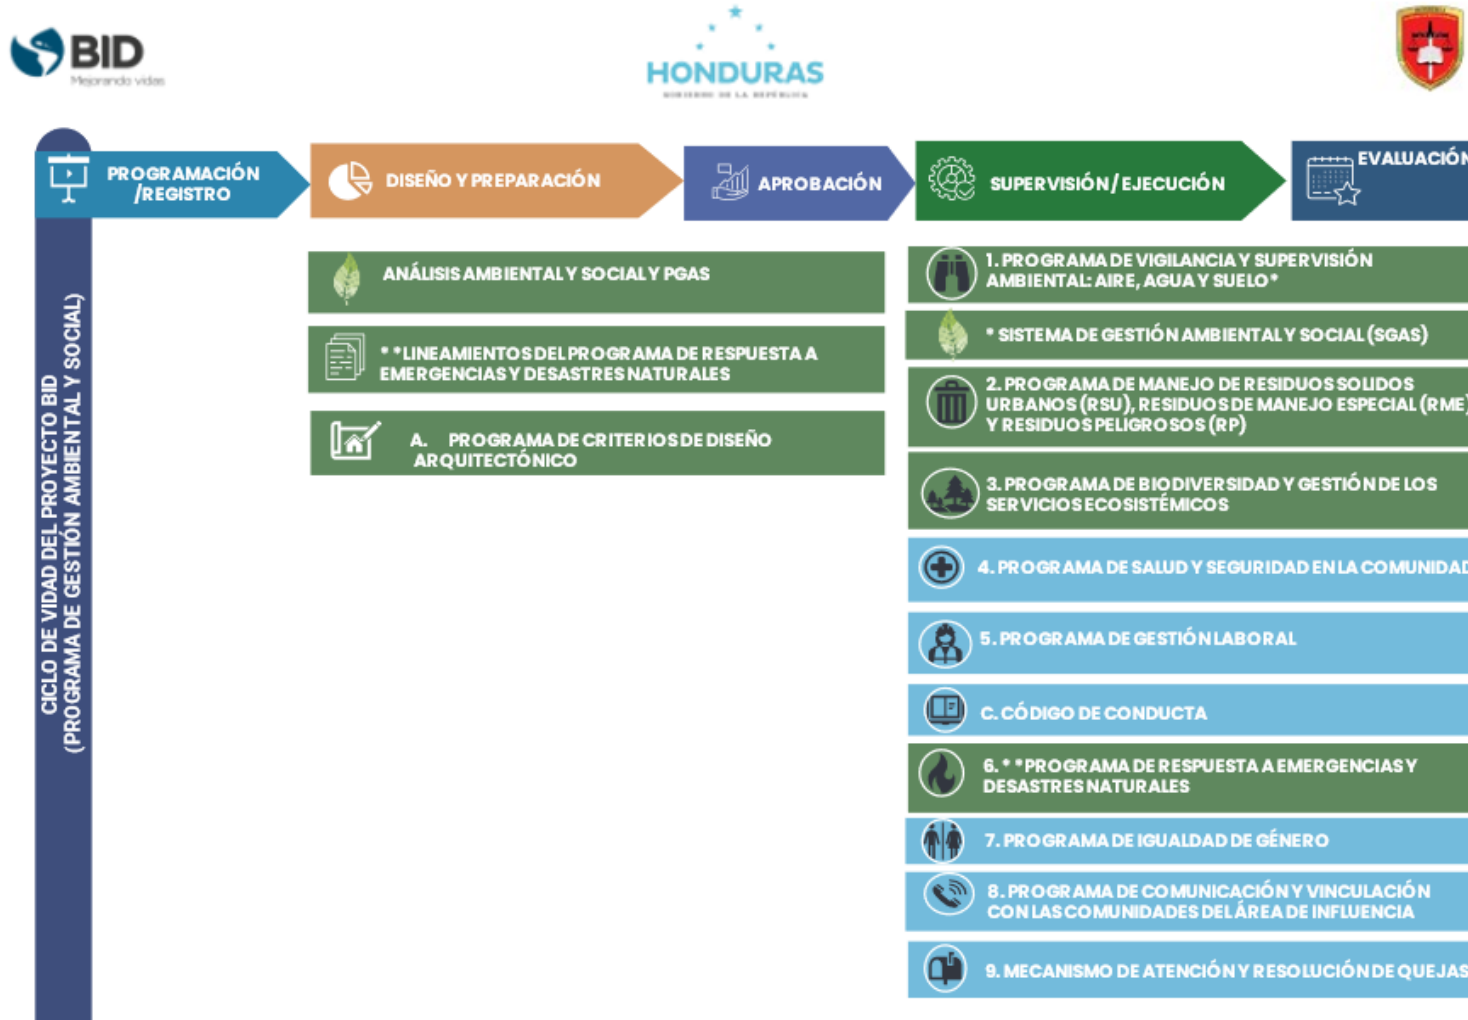 BID
Mejorando vidas
HONDURAS
GOBIERNO DE LA REPÚBLICA
CICLO DE VIDAD DEL PROYECTO BID
(PROGRAMA DE GESTIÓN AMBIENTAL Y SOCIAL)
PROGRAMACIÓN
/REGISTRO
DISEÑO Y PREPARACIÓN
APROBACIÓN
SUPERVISIÓN / EJECUCIÓN
EVALUACIÓN
ANÁLISIS AMBIENTAL Y SOCIAL Y PGAS
* *LINEAMIENTOS DEL PROGRAMA DE RESPUESTA A
EMERGENCIAS Y DESASTRES NATURALES
A. PROGRAMA DE CRITERIOS DE DISEÑO
ARQUITECTÓNICO
1. PROGRAMA DE VIGILANCIA Y SUPERVISIÓN
AMBIENTAL: AIRE, AGUA Y SUELO*
* SISTEMA DE GESTIÓN AMBIENTAL Y SOCIAL (SGAS)
2. PROGRAMA DE MANEJO DE RESIDUOS SOLIDOS
URBANOS (RSU), RESIDUOS DE MANEJO ESPECIAL (RME)
Y RESIDUOS PELIGROSOS (RP)
3. PROGRAMA DE BIODIVERSIDAD Y GESTIÓN DE LOS
SERVICIOS ECOSISTÉMICOS
4. PROGRAMA DE SALUD Y SEGURIDAD EN LA COMUNIDAD
5. PROGRAMA DE GESTIÓN LABORAL
C. CÓDIGO DE CONDUCTA
6. * *PROGRAMA DE RESPUESTA A EMERGENCIAS Y
DESASTRES NATURALES
7. PROGRAMA DE IGUALDAD DE GÉNERO
8. PROGRAMA DE COMUNICACIÓN Y VINCULACIÓN
CON LAS COMUNIDADES DEL ÁREA DE INFLUENCIA
9. MECANISMO DE ATENCIÓN Y RESOLUCIÓN DE QUEJAS